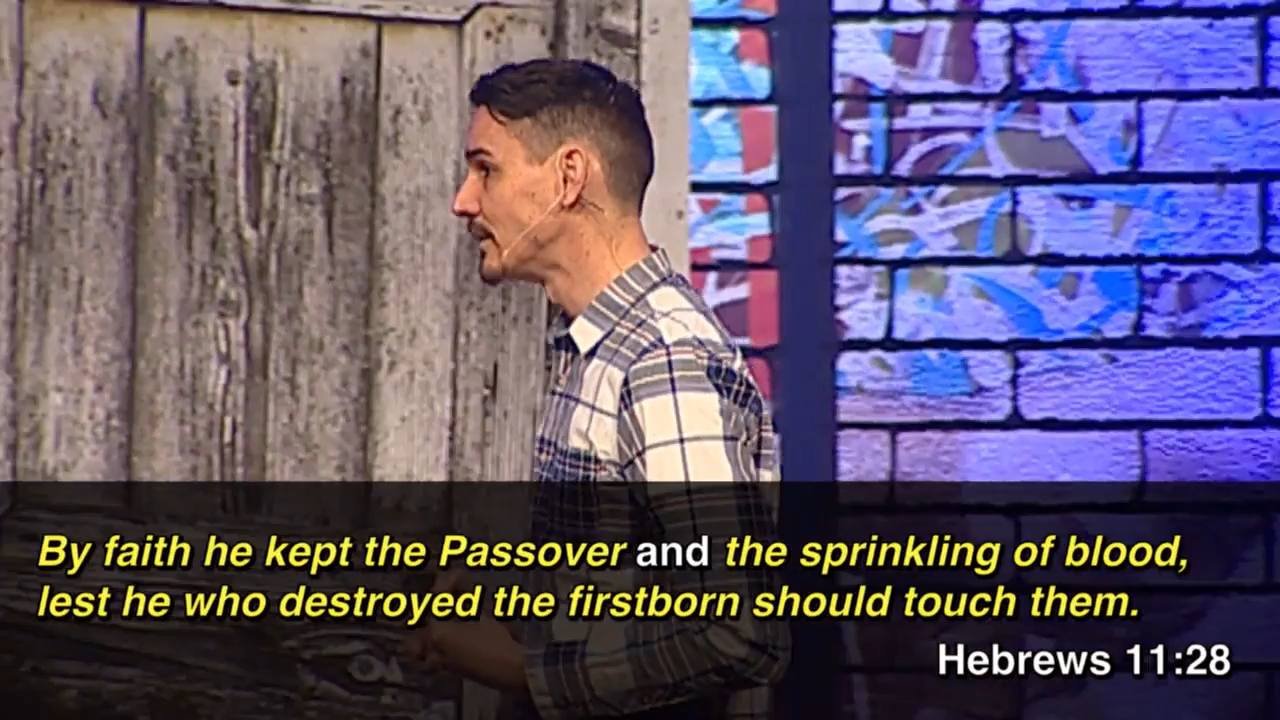 By faith he kept the Passover and the sprinkling of blood,
lest he who destroyed the firstborn should touch them.
Hebrews 11:28